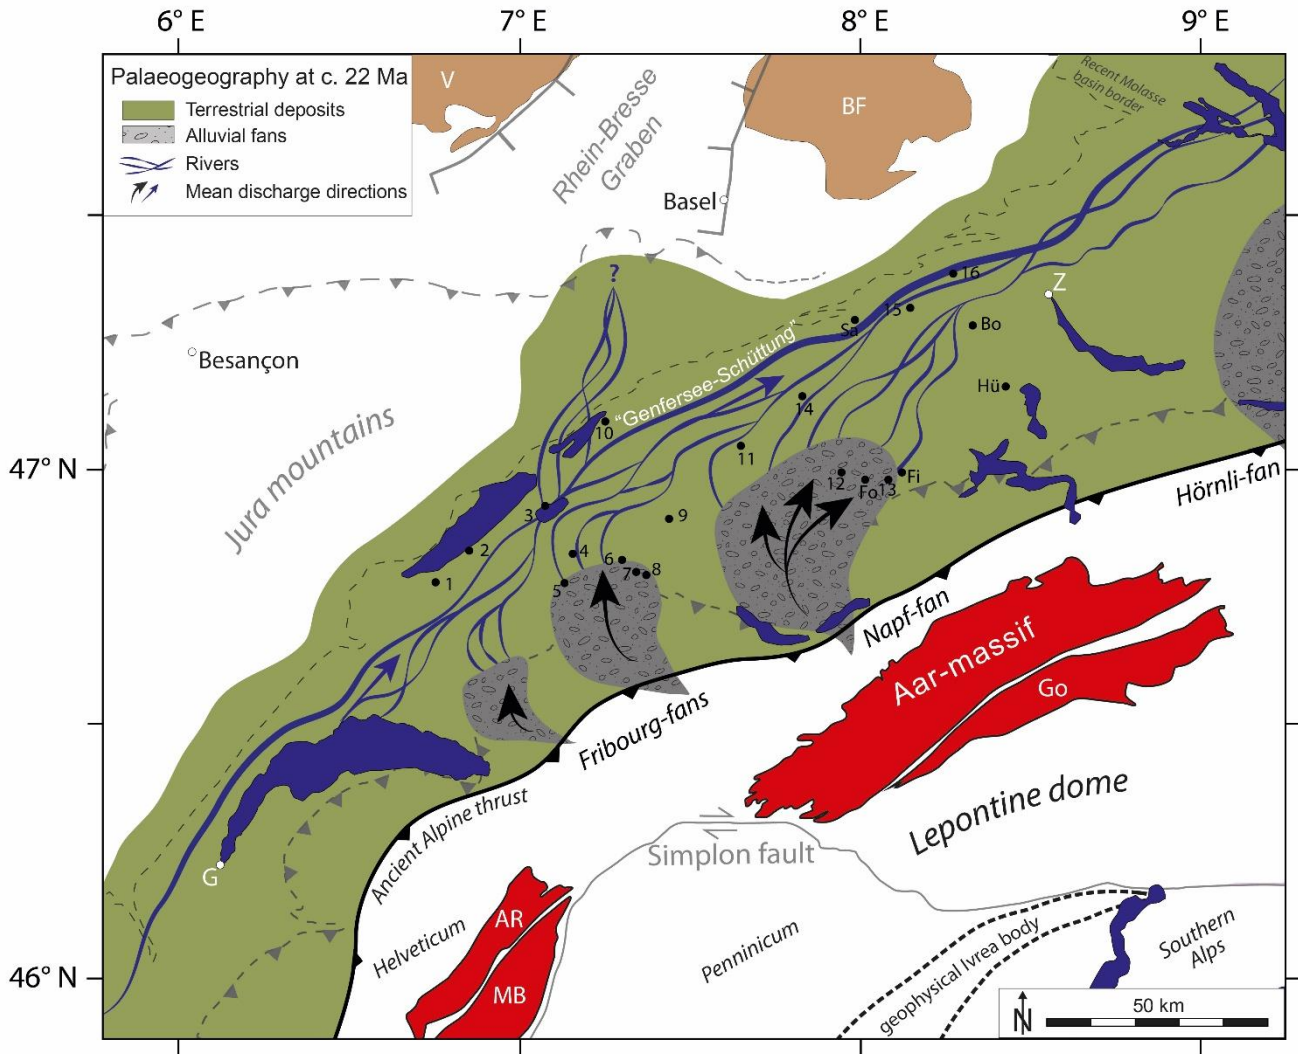 6° E
7° E
8° E
9° E
Palaeogeography at c. 22 Ma
Terrestrial deposits
Alluvial fans
Rivers
Mean discharge directions
V
Rhein-Bresse
Graben
BF
Recent Molasse
basin border
Basel
?
Besançon
Jura mountains
"Genfersee-Schüttung"
16
15
Sa
Z
Bo
Hü
14
10
11
47° N
12
Fo
13
Fi
3
9
2
4
6
1
5
7
8
Hörnli-fan
Napf-fan
Fribourg-fans
Aar-massif
Go
Lepontine dome
Ancient Alpine thrust
Simplon fault
G
Helveticum
AR
MB
Penninicum
geophysical Ivrea body
Southern
Alps
46° N
N
50 km